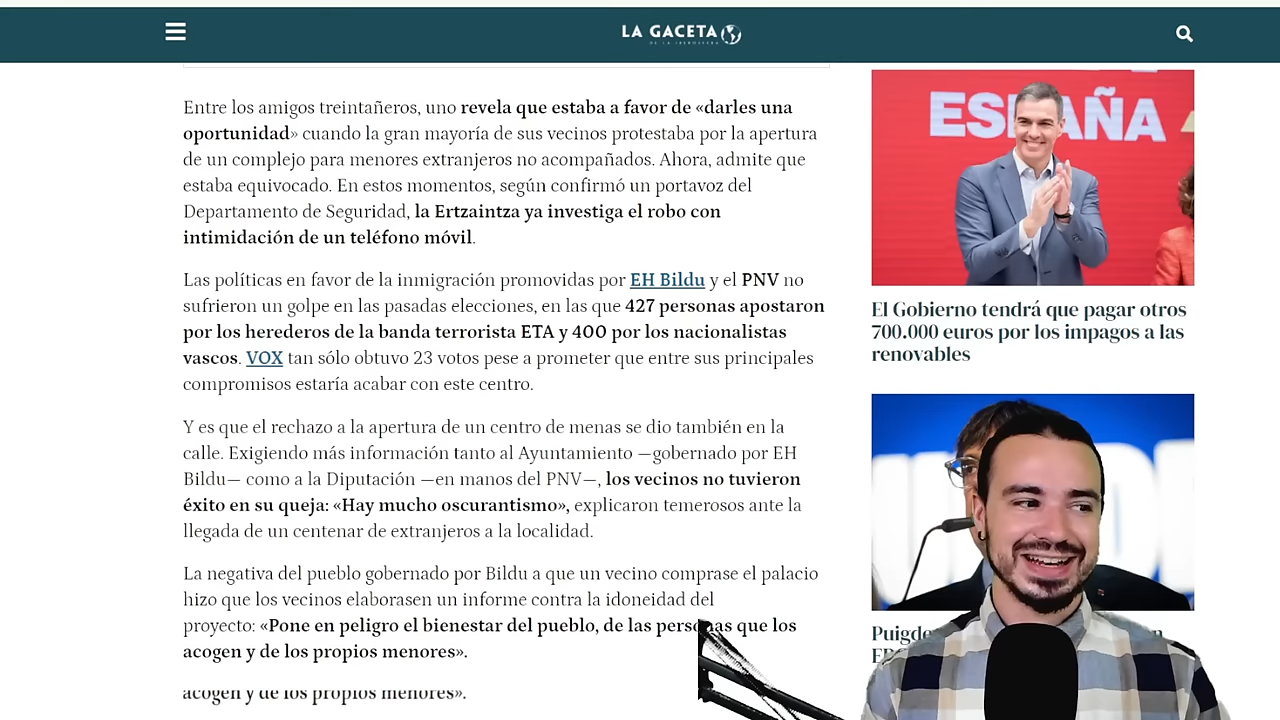 LA GACETA
DE LA IBEROSFERA
Entre los amigos treintañeros, uno revela que estaba a favor de «darles una
oportunidad» cuando la gran mayoría de sus vecinos protestaba por la apertura
de un complejo para menores extranjeros no acompañados. Ahora, admite que
estaba equivocado. En estos momentos, según confirmó un portavoz del
Departamento de Seguridad, la Ertzaintza ya investiga el robo con
intimidación de un teléfono móvil.
Las políticas en favor de la inmigración promovidas por EH Bildu y el PNV no
sufrieron un golpe en las pasadas elecciones, en las que 427 personas apostaron
por los herederos de la banda terrorista ETA y 400 por los nacionalistas
vascos. VOX tan sólo obtuvo 23 votos pese a prometer que entre sus principales
compromisos estaría acabar con este centro.
Y es que el rechazo a la apertura de un centro de menas se dio también en la
calle. Exigiendo más información tanto al Ayuntamiento —gobernado por EH
Bildu— como a la Diputación —en manos del PNV—, los vecinos no tuvieron
éxito en su queja: «Hay mucho oscurantismo», explicaron temerosos ante la
llegada de un centenar de extranjeros a la localidad.
La negativa del pueblo gobernado por Bildu a que un vecino comprase el palacio
hizo que los vecinos elaborasen un informe contra la idoneidad del
proyecto: «Pone en peligro el bienestar del pueblo, de las personas que los
acogen y de los propios menores».
acogen y de los propios menores».
ESPAÑA
El Gobierno tendrá que pagar otros
700.000 euros por los impagos a las
renovables